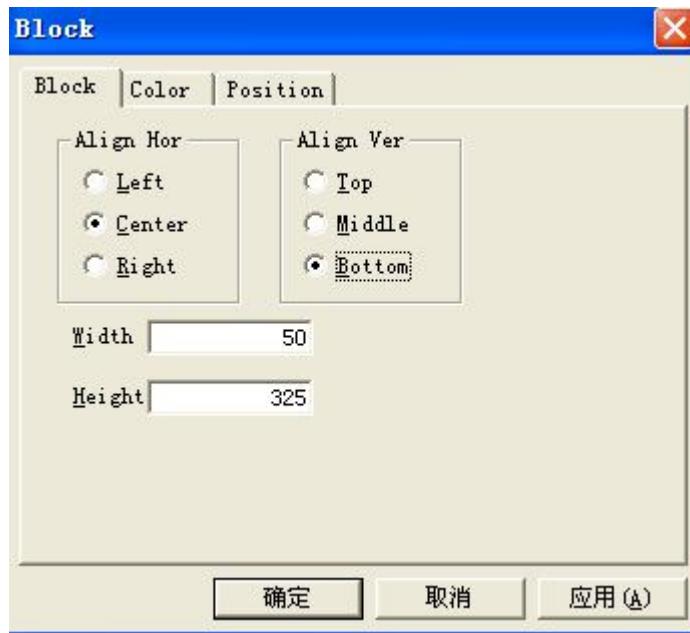 Block
Block Color Position
Align Hor Align Ver
Left Top
Center Middle
Right Bottom
Width 50
Height 325
确定 取消 应用(A)